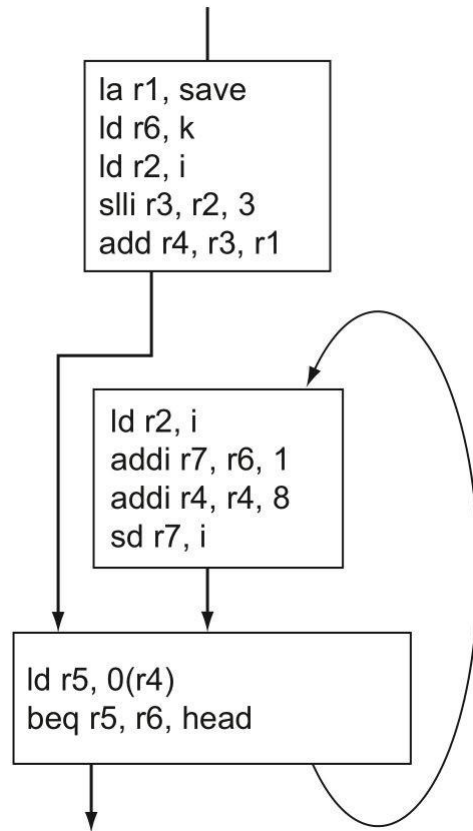 la r1, save
ld r6, k
ld r2, i
slli r3, r2, 3
add r4, r3, r1
ld r2, i
addi r7, r6, 1
addi r4, r4, 8
sd r7, i
ld r5, 0(r4)
beq r5, r6, head